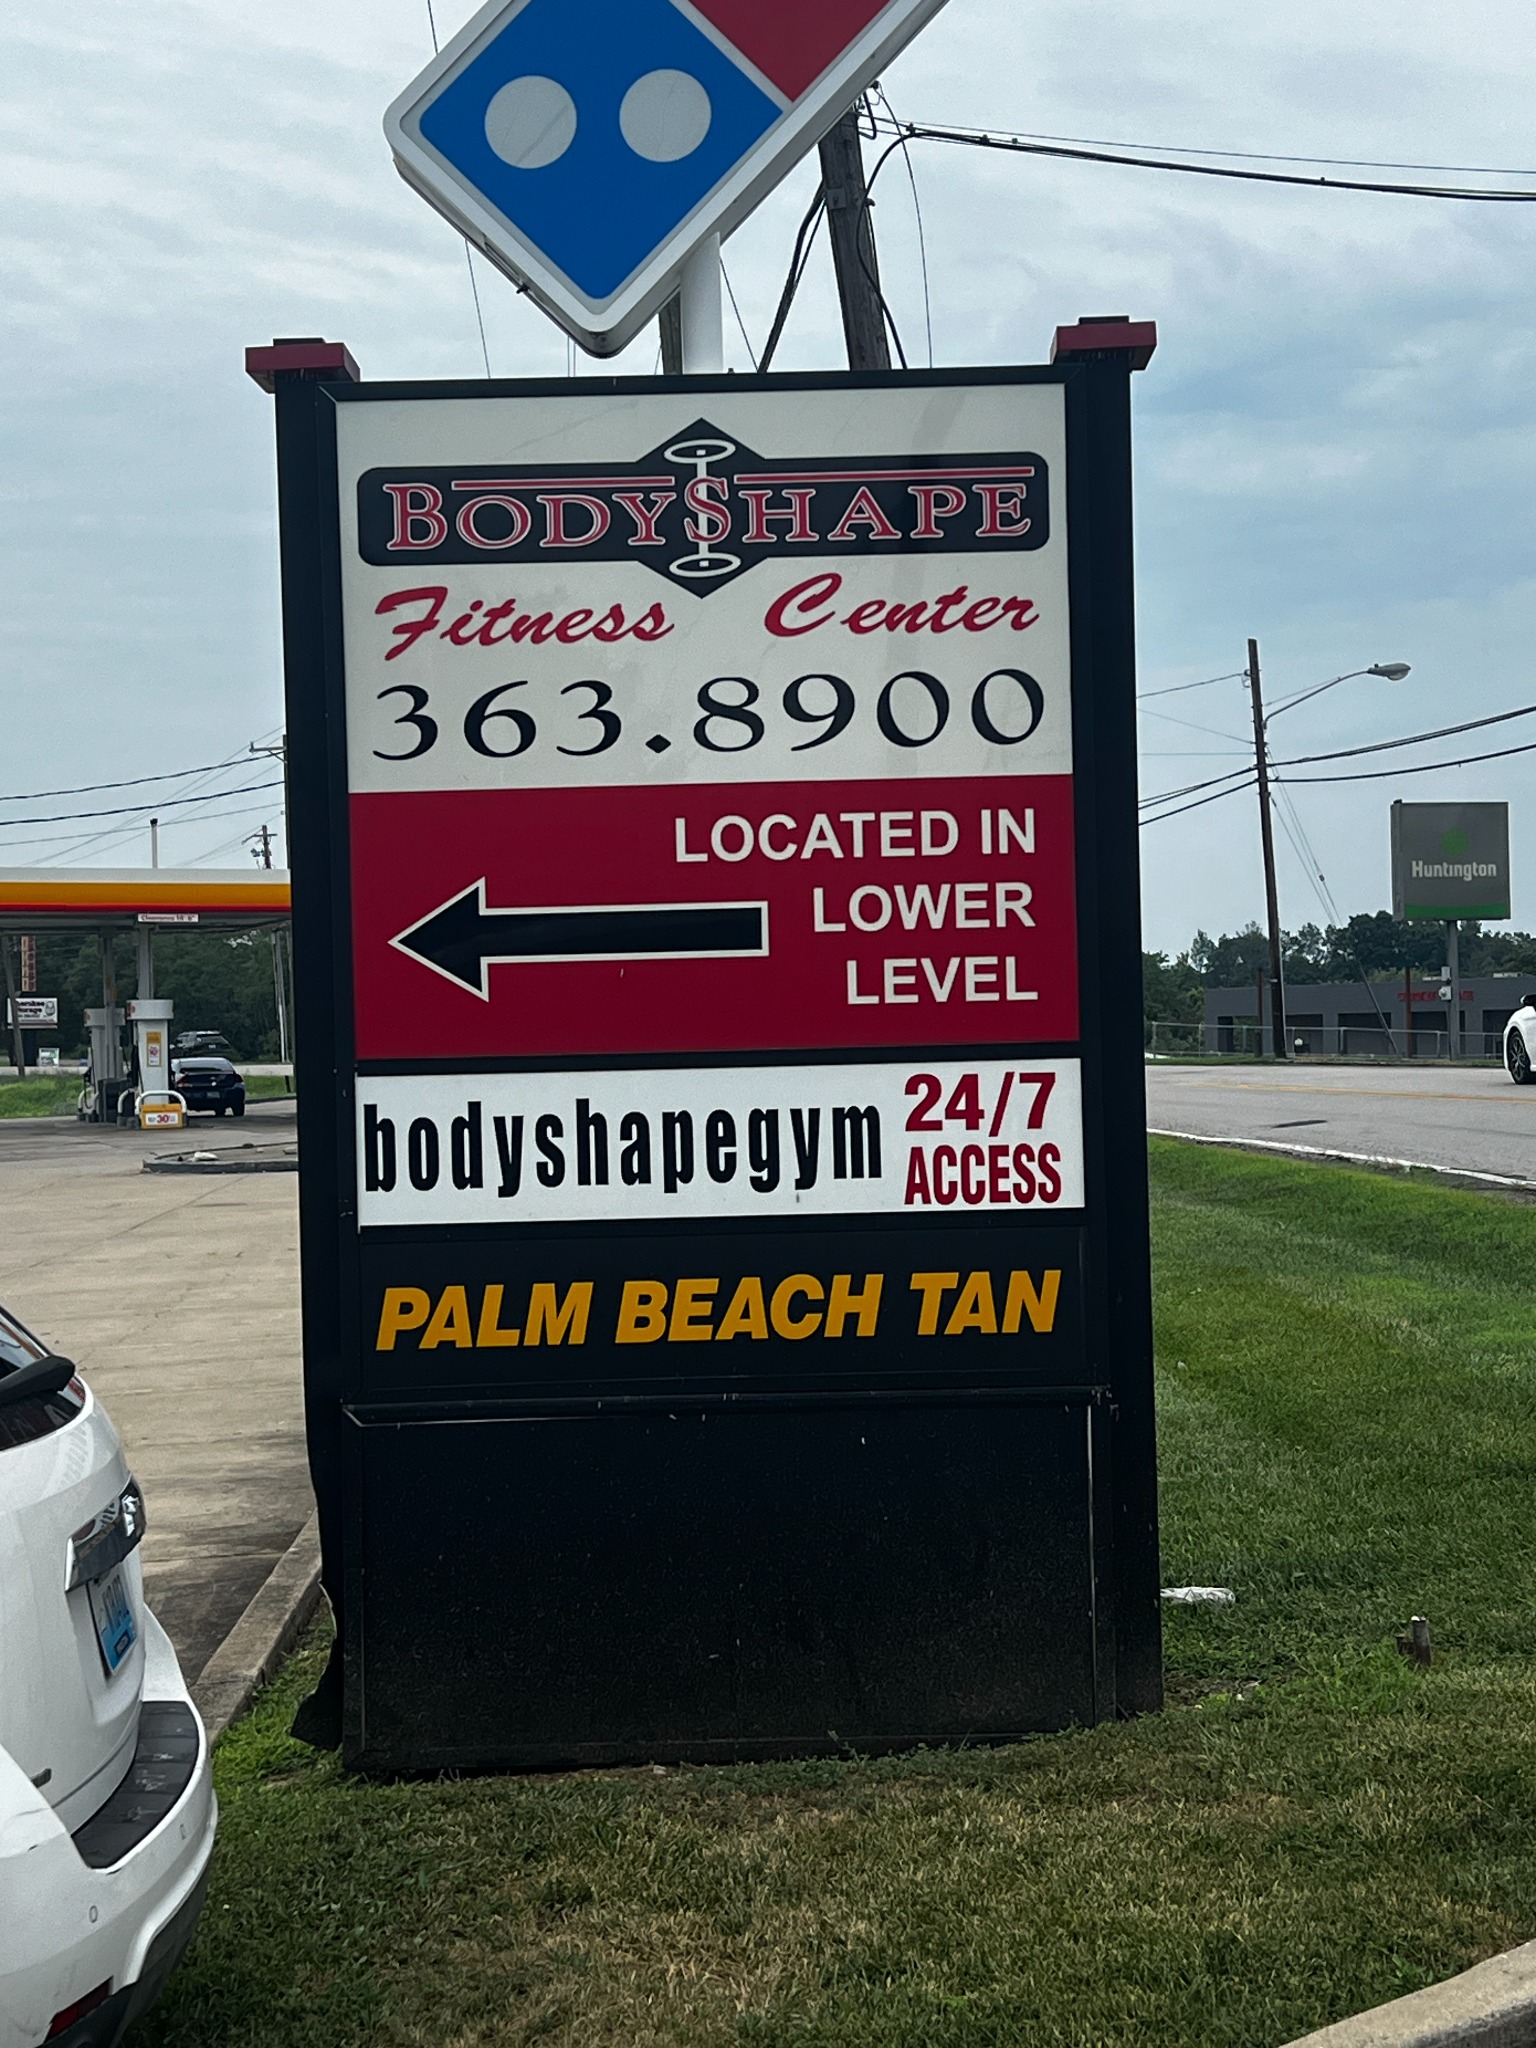 BODYSHAPE
Fitness Center
363.8900
LOCATED IN
LOWER
LEVEL
bodyshapegym
24/7
ACCESS
PALM BEACH TAN
Huntington